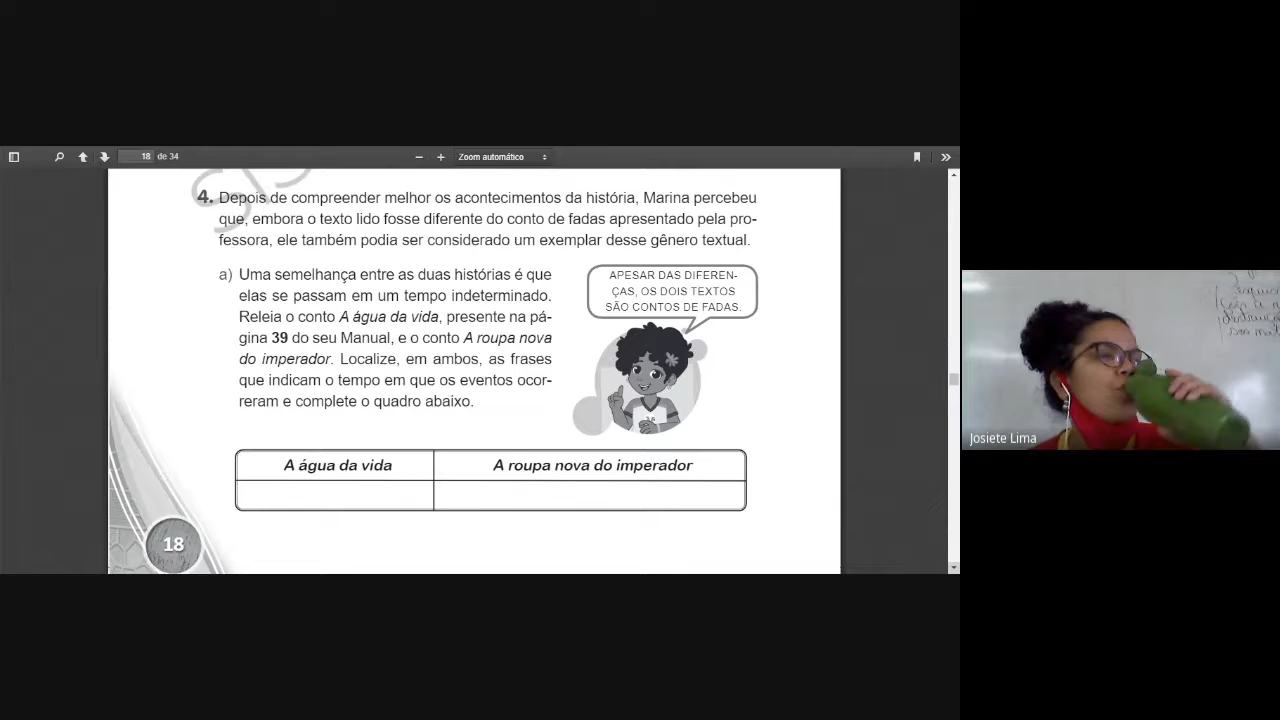 18 de 34
Zoom automático
SIS
4. Depois de compreender melhor os acontecimentos da história, Marina percebeu
que, embora o texto lido fosse diferente do conto de fadas apresentado pela pro-
fessora, ele também podia ser considerado um exemplar desse gênero textual.
a) Uma semelhança entre as duas histórias é que
elas se passam em um tempo indeterminado.
Releia o conto A água da vida, presente na pá-
gina 39 do seu Manual, e o conto A roupa nova
do imperador. Localize, em ambos, as frases
que indicam o tempo em que os eventos ocor-
reram e complete o quadro abaixo.
APESAR DAS DIFEREN-
ÇAS, OS DOIS TEXTOS
SÃO CONTOS DE FADAS.
A água da vida
A roupa nova do imperador
18
Josiete Lima